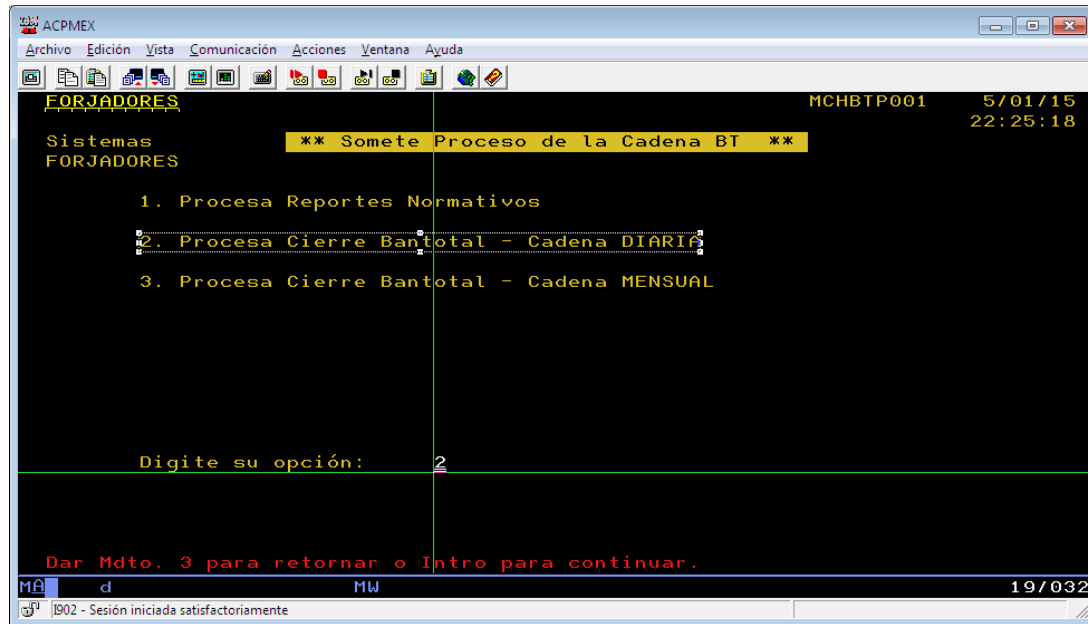 ACPMEX
Archivo Edición Vista Comunicación Acciones Ventana Ayuda
FORJADORES MCHBTP001 5/01/15
22:25:18
Sistemas ** Somete Proceso de la Cadena BT **
FORJADORES
1. Procesa Reportes Normativos
2. Procesa Cierre Bantotal - Cadena DIARIA
3. Procesa Cierre Bantotal - Cadena MENSUAL
Digite su opción: 2
Dar Mdto. 3 para retornar o Intro para continuar.
MA d MW 19/032
I902 - Sesión iniciada satisfactoriamente